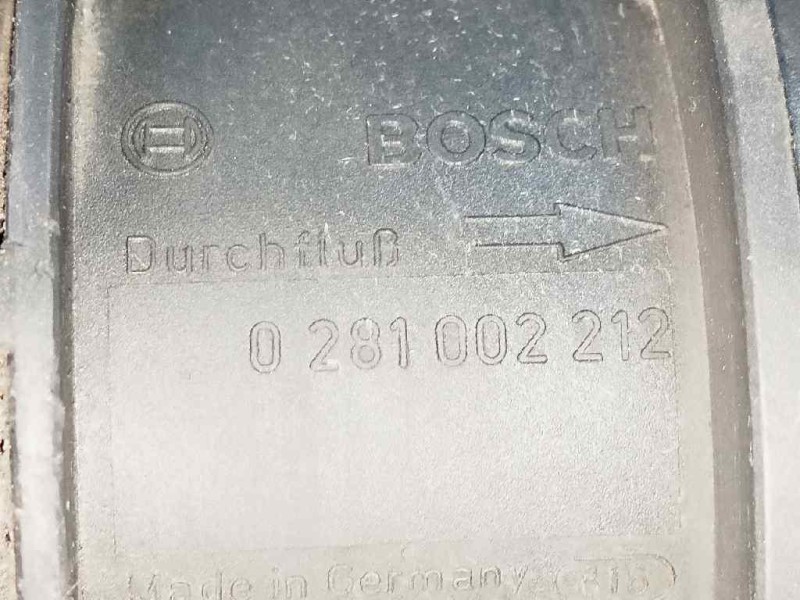 BOSCH
Durchfluß
0 281 002 212
Made in Germany